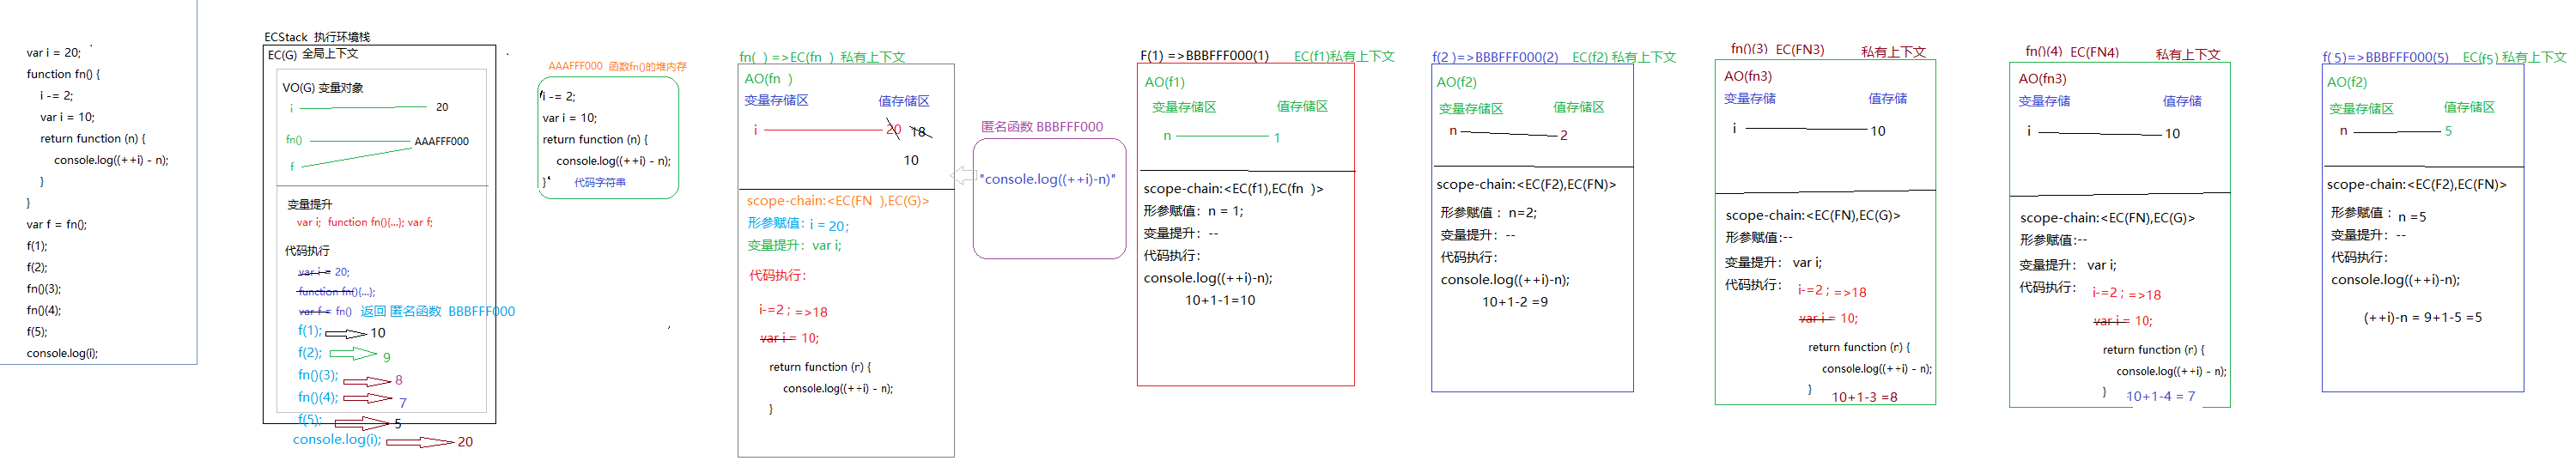 var i = 20;
function fn() {
i -= 2;
var i = 10;
return function (n) {
console.log((++i) - n);
}
}
var f = fn();
f(1);
f(2);
fn()(3);
fn()(4);
f(5);
console.log(i);
ECStack 执行环境栈
EC(G) 全局上下文
VO(G) 变量对象
i 20
fn() AAAFFF000
f
变量提升
var i; function fn(){...}; var f;
代码执行
var i = 20;
function fn(){...};
var f = fn() 返回 匿名函数 BBBFFF000
f(1); 10
f(2); 9
fn()(3); 8
fn()(4); 7
f(5); 5
console.log(i); 20
AAAFFF000 函数fn()的堆内存
i -= 2;
var i = 10;
return function (n) {
console.log((++i) - n);
}" 代码字符串
fn( ) =>EC(fn ) 私有上下文
AO(fn )
变量存储区 值存储区
i 20 18
10
scope-chain:<EC(FN ),EC(G)>
形参赋值: i = 20;
变量提升: var i;
代码执行:
i-=2 ; =>18
var i = 10;
return function (n) {
console.log((++i) - n);
}
匿名函数 BBBFFF000
"console.log((++i)-n)"
F(1) =>BBBFFF000(1) EC(f1)私有上下文
AO(f1)
变量存储区 值存储区
n 1
scope-chain:<EC(f1),EC(fn )>
形参赋值: n = 1;
变量提升: --
代码执行:
console.log((++i)-n);
10+1-1=10
f(2 )=>BBBFFF000(2) EC(f2) 私有上下文
AO(f2)
变量存储区 值存储区
n 2
scope-chain:<EC(F2),EC(FN)>
形参赋值 : n=2;
变量提升: --
代码执行:
console.log((++i)-n);
10+1-2 =9
fn()(3) EC(FN3) 私有上下文
AO(fn3)
变量存储 值存储
i 10
scope-chain:<EC(FN),EC(G)>
形参赋值:--
变量提升: var i;
代码执行: i-=2 ; =>18
var i = 10;
return function (n) {
console.log((++i) - n);
}
10+1-3 =8
fn()(4) EC(FN4) 私有上下文
AO(fn3)
变量存储 值存储
i 10
scope-chain:<EC(FN),EC(G)>
形参赋值:--
变量提升: var i;
代码执行: i-=2 ; =>18
var i = 10;
return function (n) {
console.log((++i) - n);
}
10+1-4 = 7
f( 5)=>BBBFFF000(5) EC(f5) 私有上下文
AO(f2)
变量存储区 值存储区
n 5
scope-chain:<EC(F2),EC(FN)>
形参赋值 : n =5
变量提升: --
代码执行:
console.log((++i)-n);
(++i)-n = 9+1-5 =5